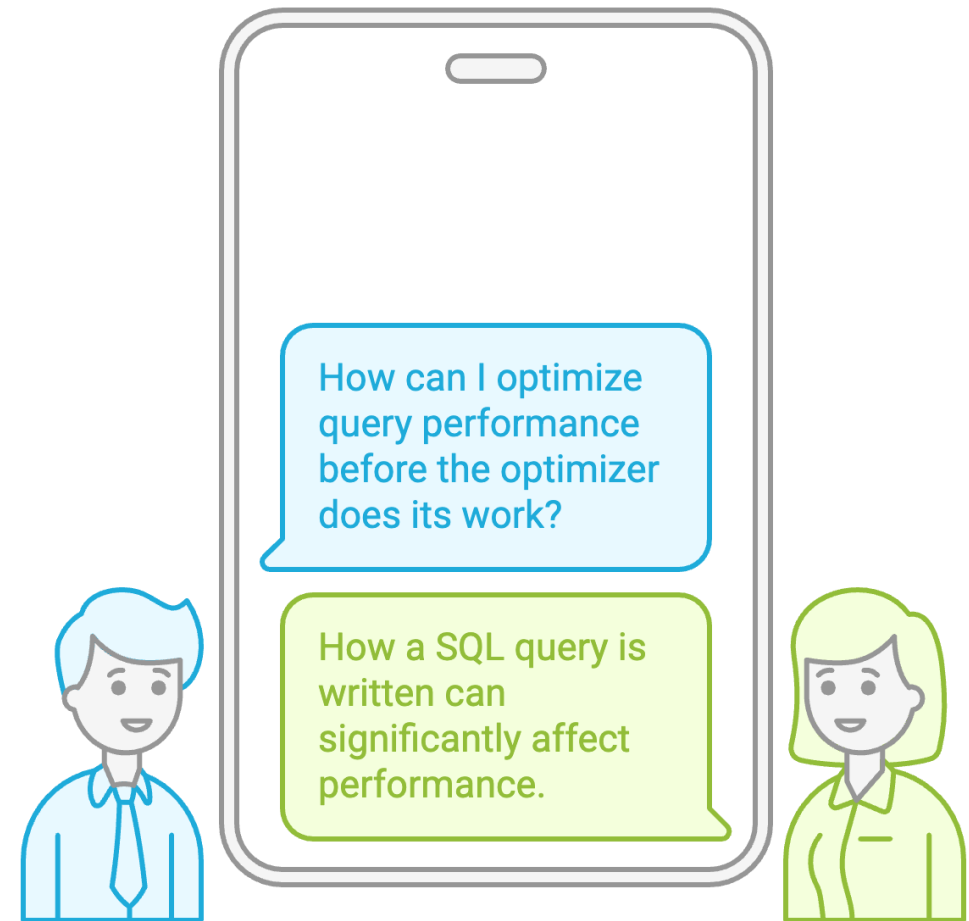 How can I optimize
query performance
before the optimizer
does its work?
How a SQL query is
written can
significantly affect
performance.